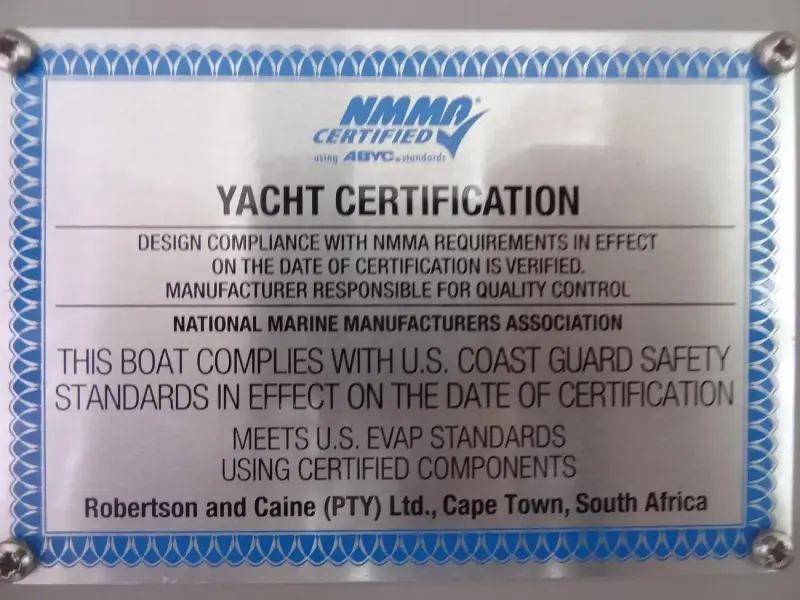 NMMA®
CERTIFIED
using ABYC® standards
YACHT CERTIFICATION
DESIGN COMPLIANCE WITH NMMA REQUIREMENTS IN EFFECT
ON THE DATE OF CERTIFICATION IS VERIFIED.
MANUFACTURER RESPONSIBLE FOR QUALITY CONTROL
NATIONAL MARINE MANUFACTURERS ASSOCIATION
THIS BOAT COMPLIES WITH U.S. COAST GUARD SAFETY
STANDARDS IN EFFECT ON THE DATE OF CERTIFICATION
MEETS U.S. EVAP STANDARDS
USING CERTIFIED COMPONENTS
Robertson and Caine (PTY) Ltd., Cape Town, South Africa